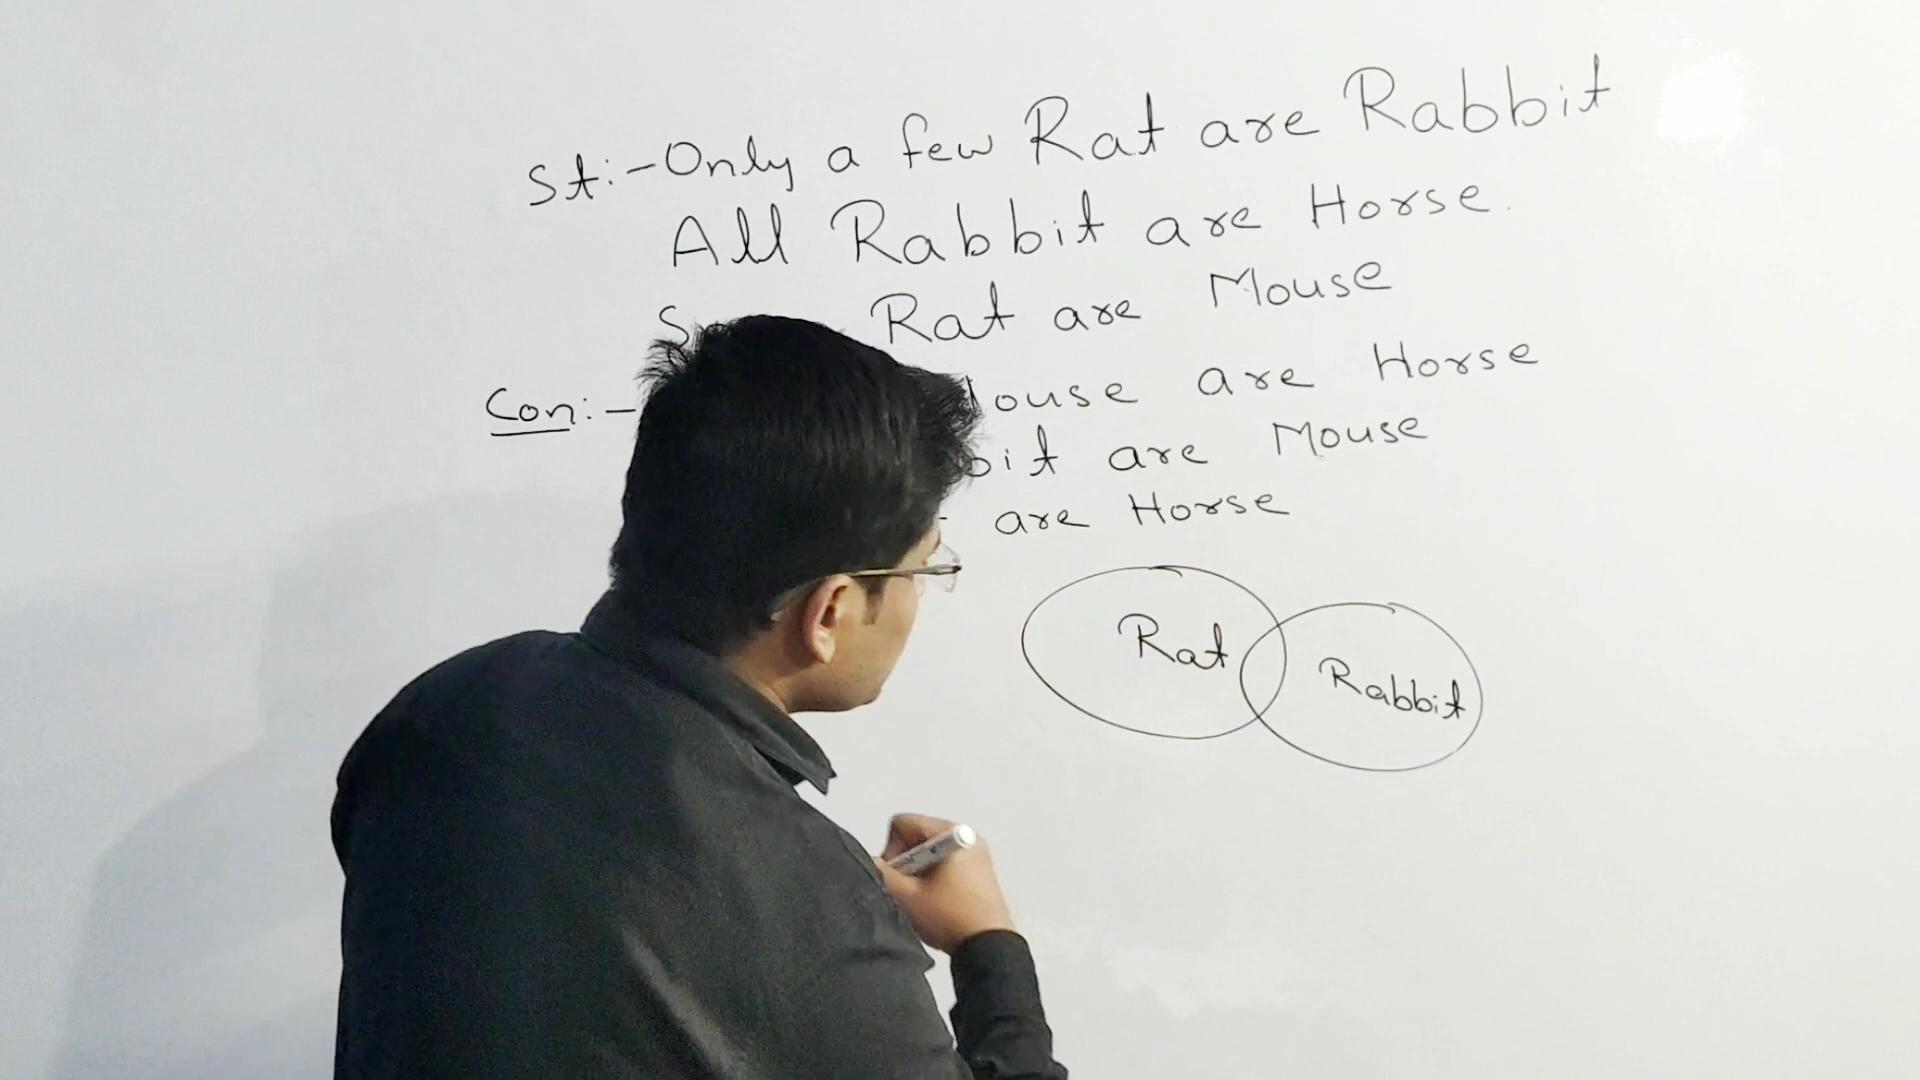 St:- Only a few Rat are Rabbit
All Rabbit are Horse.
Rat are Mouse
Con:- ouse are Horse
bit are Mouse
are Horse
Rat
Rabbit